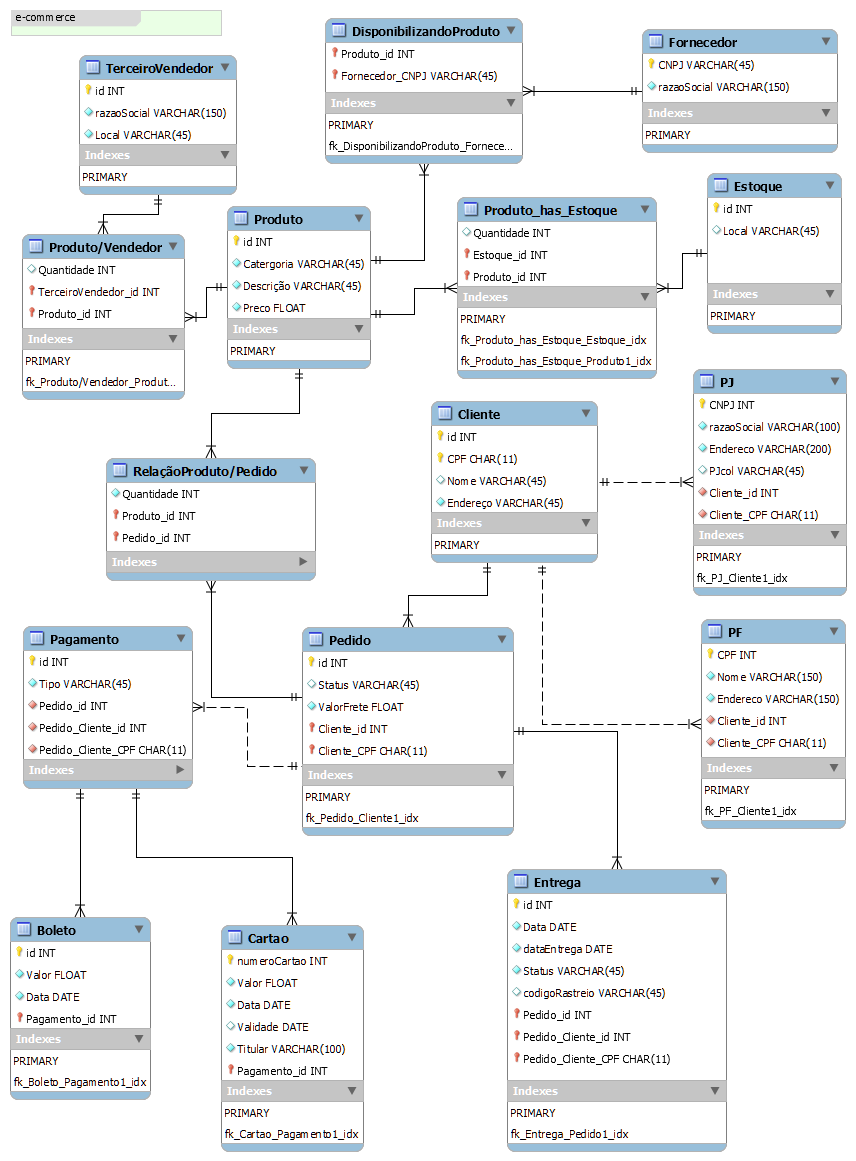 e-commerce
TerceiroVendedor
id INT
razaoSocial VARCHAR(150)
Local VARCHAR(45)
Indexes
PRIMARY
DisponibilizandoProduto
Produto_id INT
Fornecedor_CNPJ VARCHAR(45)
Indexes
PRIMARY
fk_DisponibilizandoProduto_Fornece...
Fornecedor
CNPJ VARCHAR(45)
razaoSocial VARCHAR(150)
Indexes
PRIMARY
Produto/Vendedor
Quantidade INT
TerceiroVendedor_id INT
Produto_id INT
Indexes
PRIMARY
fk_Produto/Vendedor_Produt...
Produto
id INT
Catergoria VARCHAR(45)
Descrição VARCHAR(45)
Preco FLOAT
Indexes
PRIMARY
Produto_has_Estoque
Quantidade INT
Estoque_id INT
Produto_id INT
Indexes
PRIMARY
fk_Produto_has_Estoque_Estoque_idx
fk_Produto_has_Estoque_Produto1_idx
Estoque
id INT
Local VARCHAR(45)
Indexes
PRIMARY
RelaçãoProduto/Pedido
Quantidade INT
Produto_id INT
Pedido_id INT
Indexes
Cliente
id INT
CPF CHAR(11)
Nome VARCHAR(45)
Endereço VARCHAR(45)
Indexes
PRIMARY
PJ
CNPJ INT
razaoSocial VARCHAR(100)
Endereco VARCHAR(200)
PJcol VARCHAR(45)
Cliente_id INT
Cliente_CPF CHAR(11)
Indexes
PRIMARY
fk_PJ_Cliente1_idx
Pagamento
id INT
Tipo VARCHAR(45)
Pedido_id INT
Pedido_Cliente_id INT
Pedido_Cliente_CPF CHAR(11)
Indexes
Pedido
id INT
Status VARCHAR(45)
ValorFrete FLOAT
Cliente_id INT
Cliente_CPF CHAR(11)
Indexes
PRIMARY
fk_Pedido_Cliente1_idx
PF
CPF INT
Nome VARCHAR(150)
Endereco VARCHAR(150)
Cliente_id INT
Cliente_CPF CHAR(11)
Indexes
PRIMARY
fk_PF_Cliente1_idx
Boleto
id INT
Valor FLOAT
Data DATE
Pagamento_id INT
Indexes
PRIMARY
fk_Boleto_Pagamento1_idx
Cartao
numeroCartao INT
Valor FLOAT
Data DATE
Validade DATE
Titular VARCHAR(100)
Pagamento_id INT
Indexes
PRIMARY
fk_Cartao_Pagamento1_idx
Entrega
id INT
Data DATE
dataEntrega DATE
Status VARCHAR(45)
codigoRastreio VARCHAR(45)
Pedido_id INT
Pedido_Cliente_id INT
Pedido_Cliente_CPF CHAR(11)
Indexes
PRIMARY
fk_Entrega_Pedido1_idx